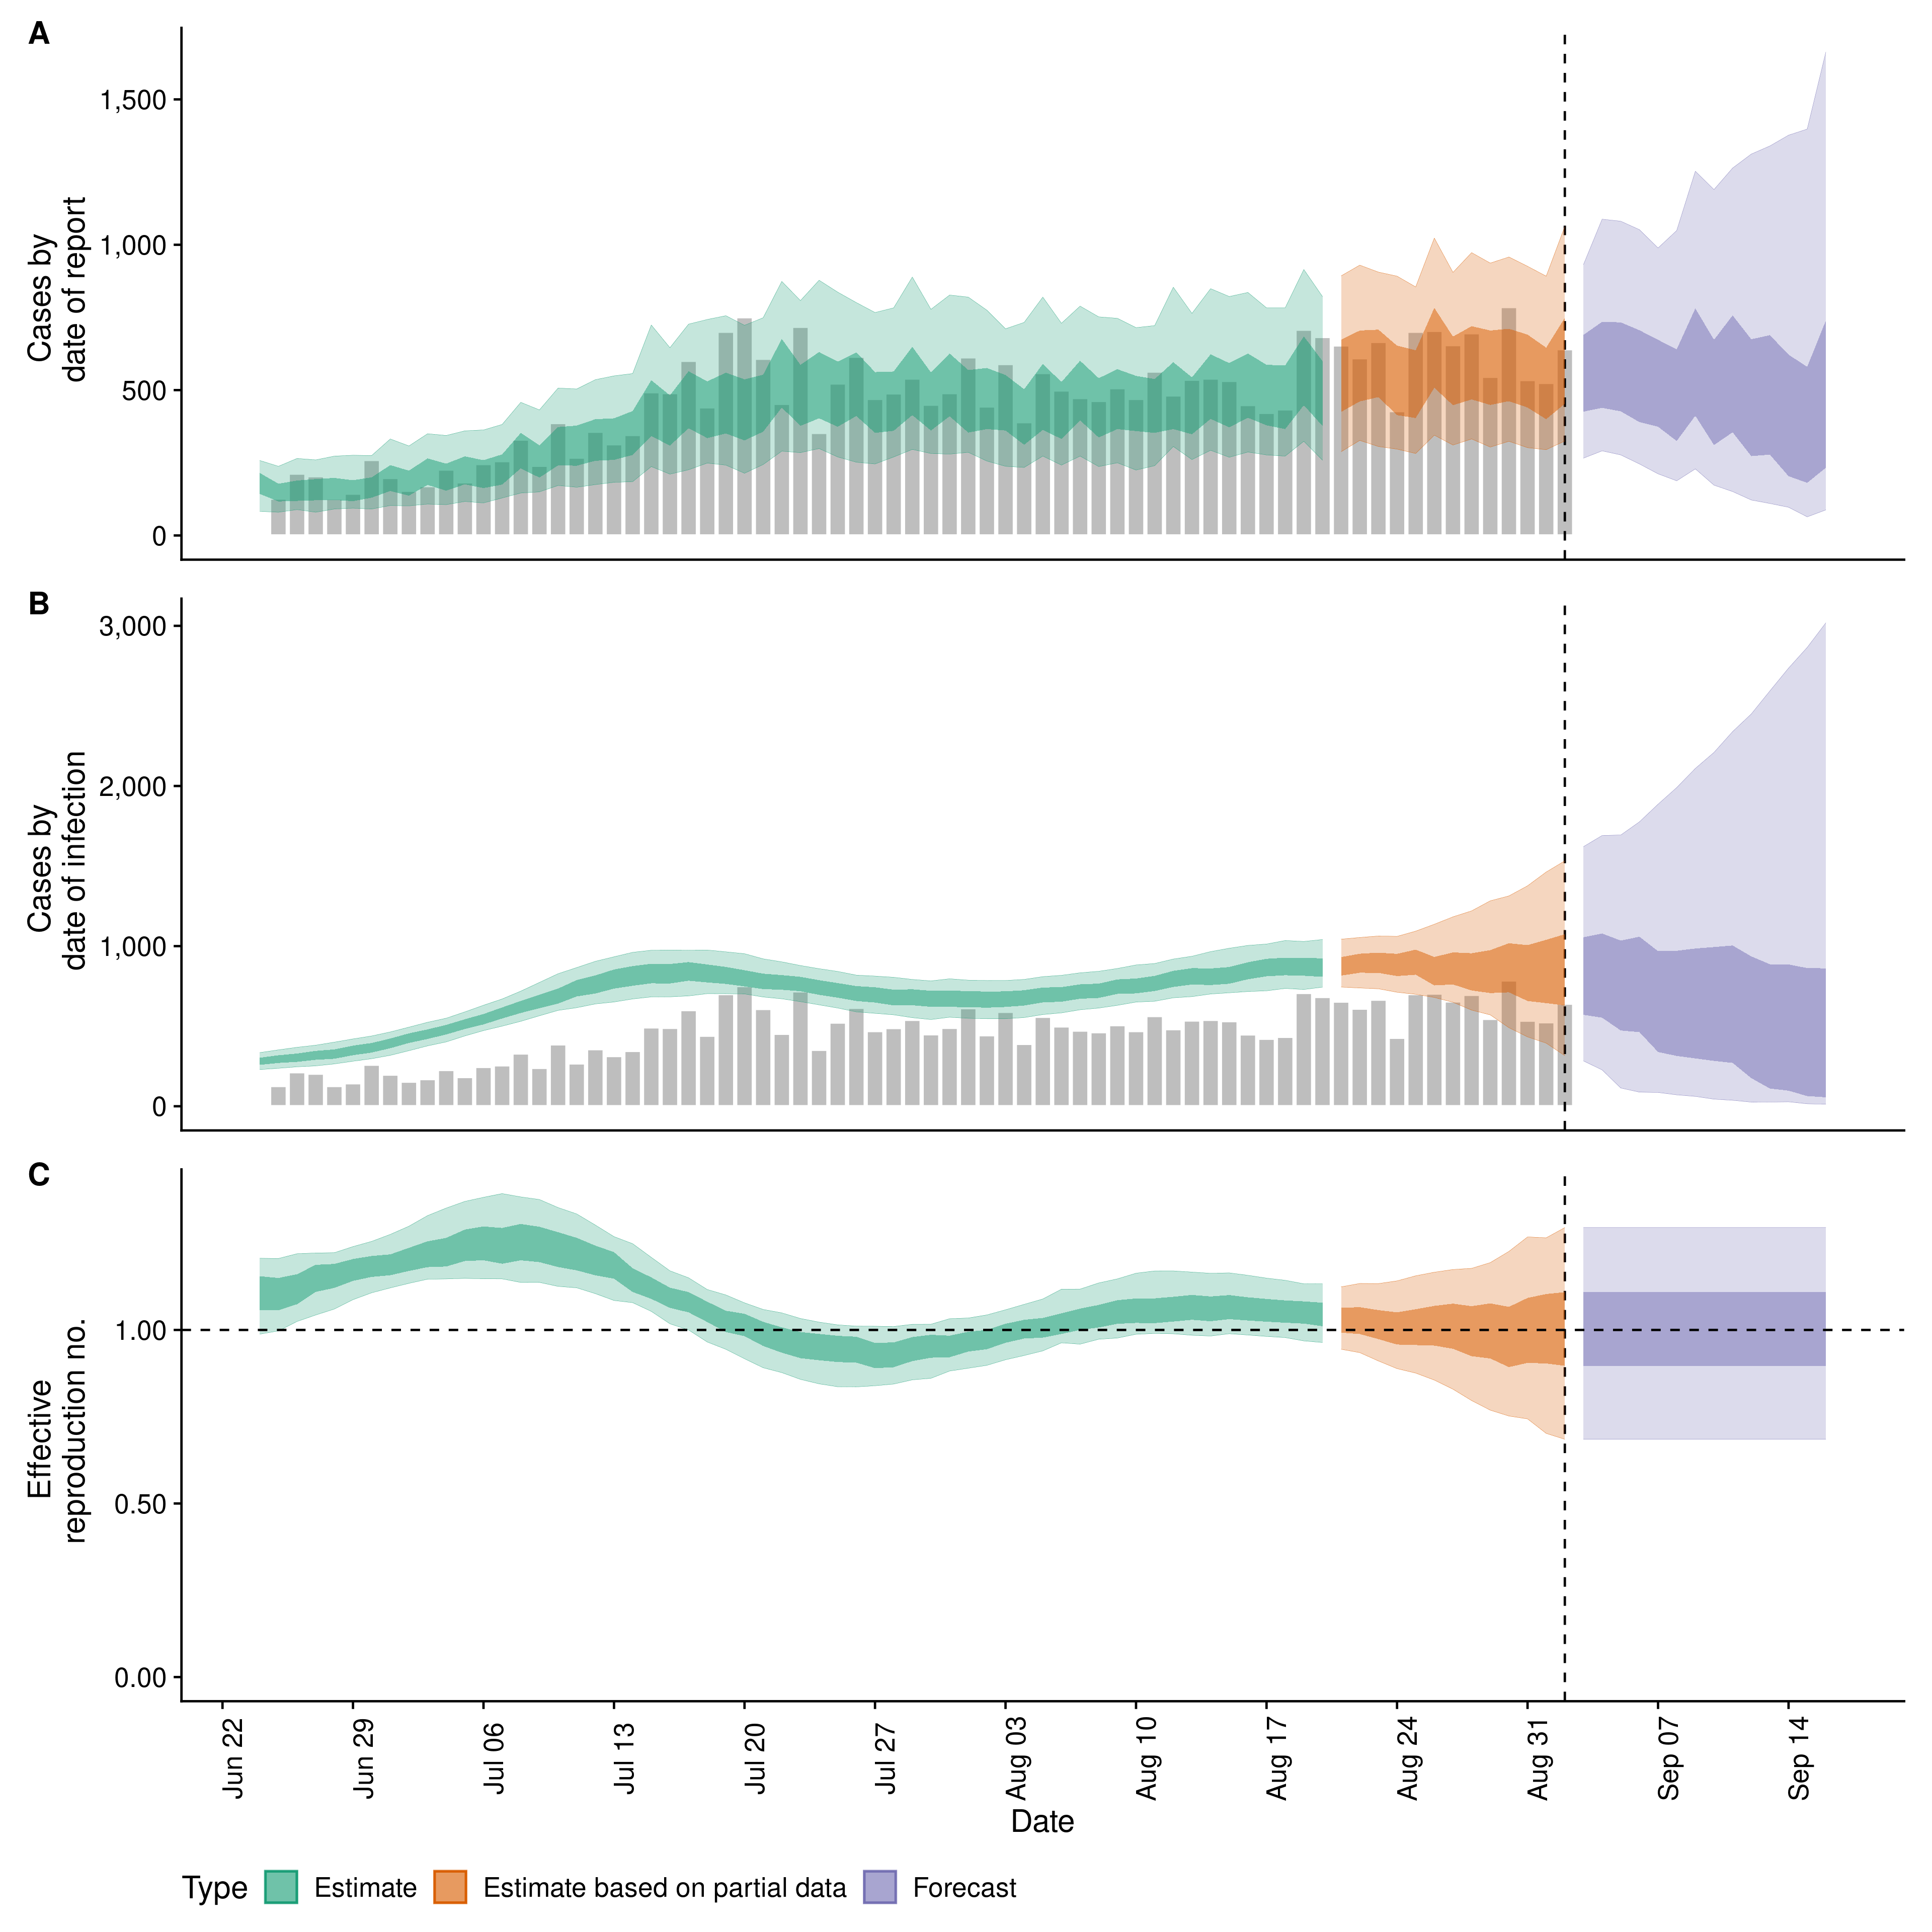 A
Cases by
date of report
1,500
1,000
500
0
B
Cases by
date of infection
3,000
2,000
1,000
0
C
Effective
reproduction no.
1.00
0.50
0.00
Jun 22
Jun 29
Jul 06
Jul 13
Jul 20
Jul 27
Aug 03
Aug 10
Aug 17
Aug 24
Aug 31
Sep 07
Sep 14
Date
Type Estimate Estimate based on partial data Forecast